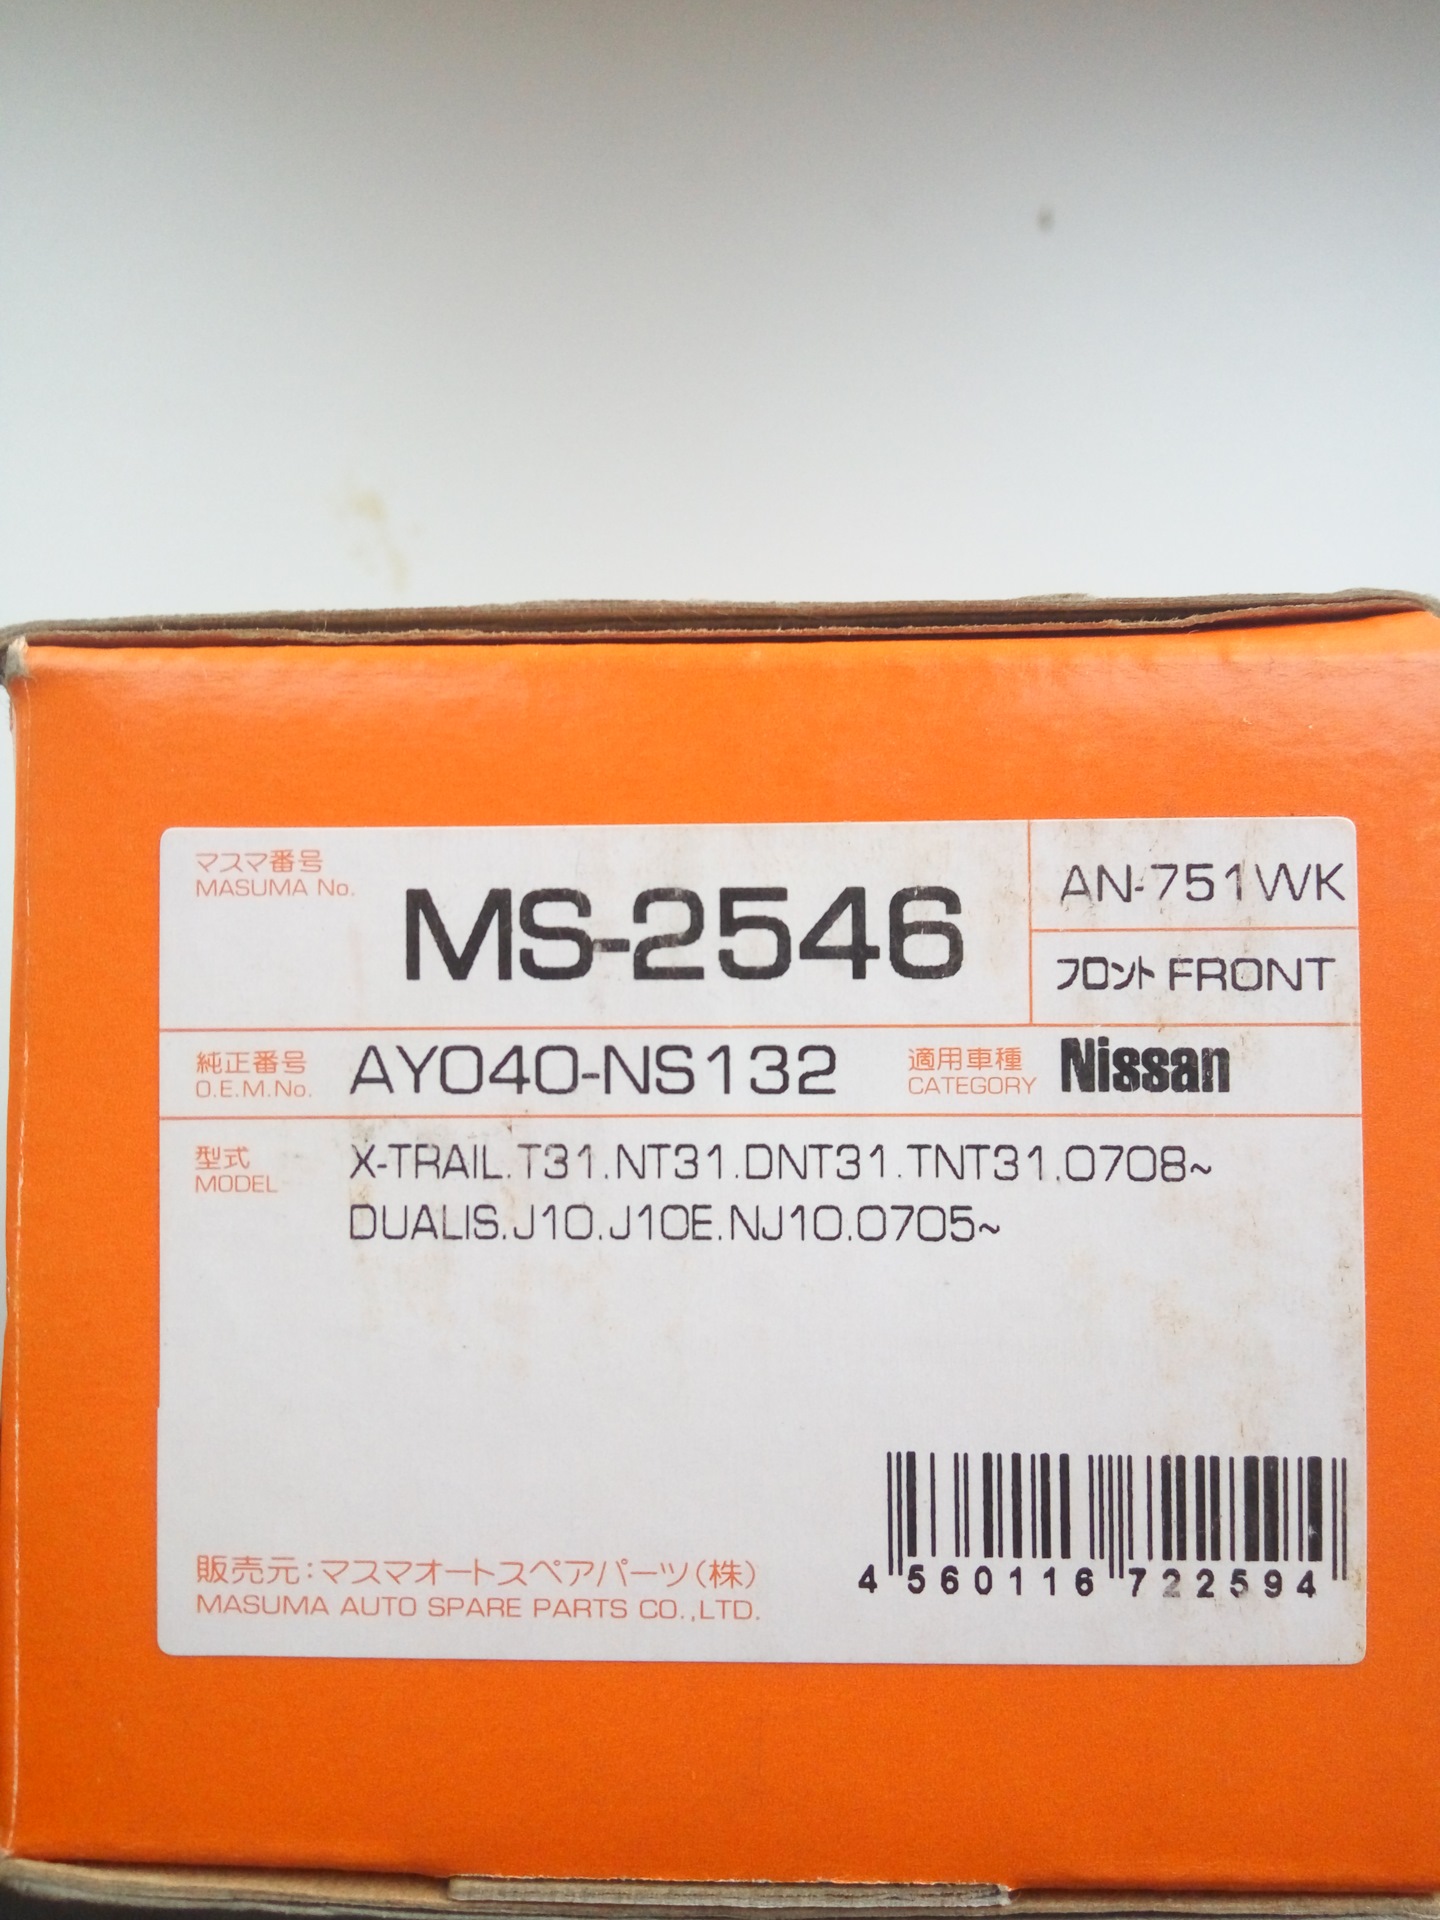 マスマ番号
MASUMA No.
MS-2546
AN-751WK
フロント FRONT
純正番号
O.E.M.No.
AY040-NS132
適用車種
CATEGORY
Nissan
型式
MODEL
X-TRAIL.T31.NT31.DNT31.TNT31.0708~
DUALIS.J10.J10E.NJ10.0705~
4 560116 722594
販売元:マスマオートスペアパーツ(株)
MASUMA AUTO SPARE PARTS CO.,LTD.